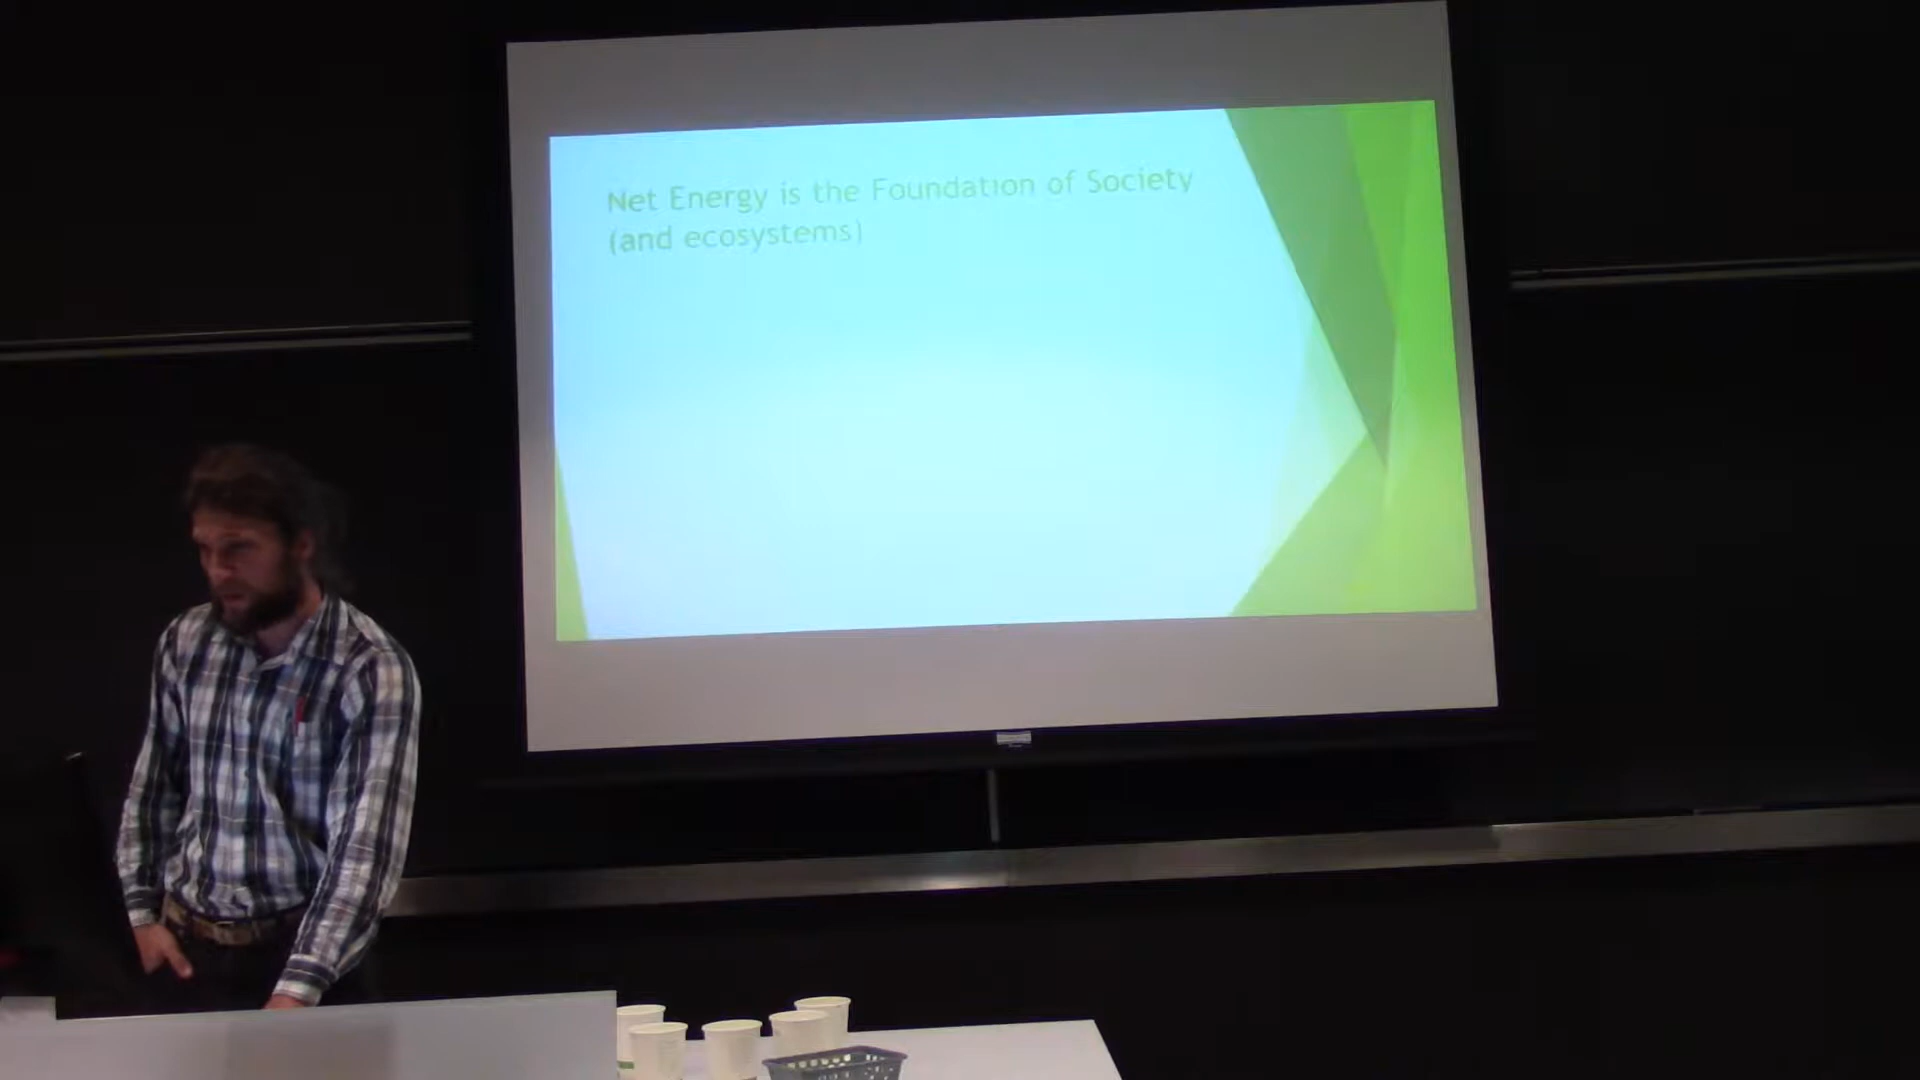 Net Energy is the Foundation of Society
(and ecosystems)